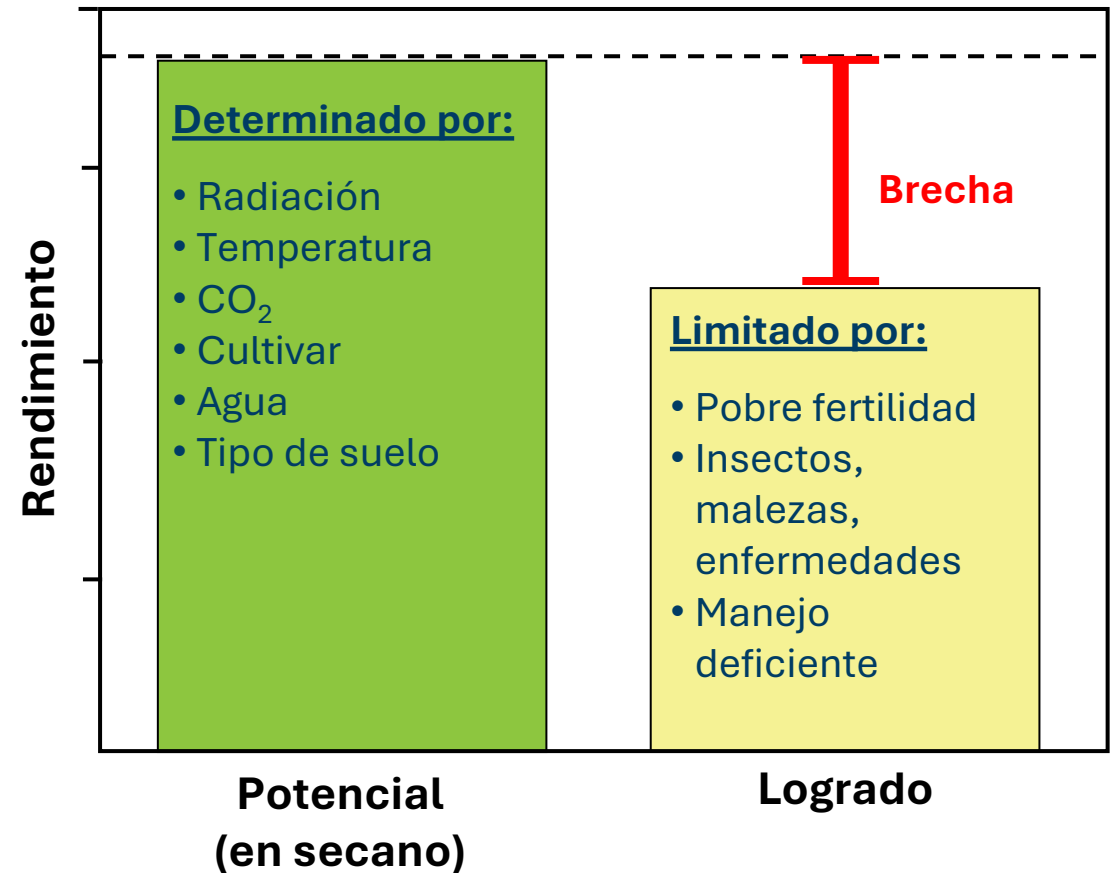 Rendimiento
Determinado por:
• Radiación
• Temperatura
• CO₂
• Cultivar
• Agua
• Tipo de suelo
Brecha
Limitado por:
• Pobre fertilidad
• Insectos,
malezas,
enfermedades
• Manejo
deficiente
Potencial
(en secano)
Logrado